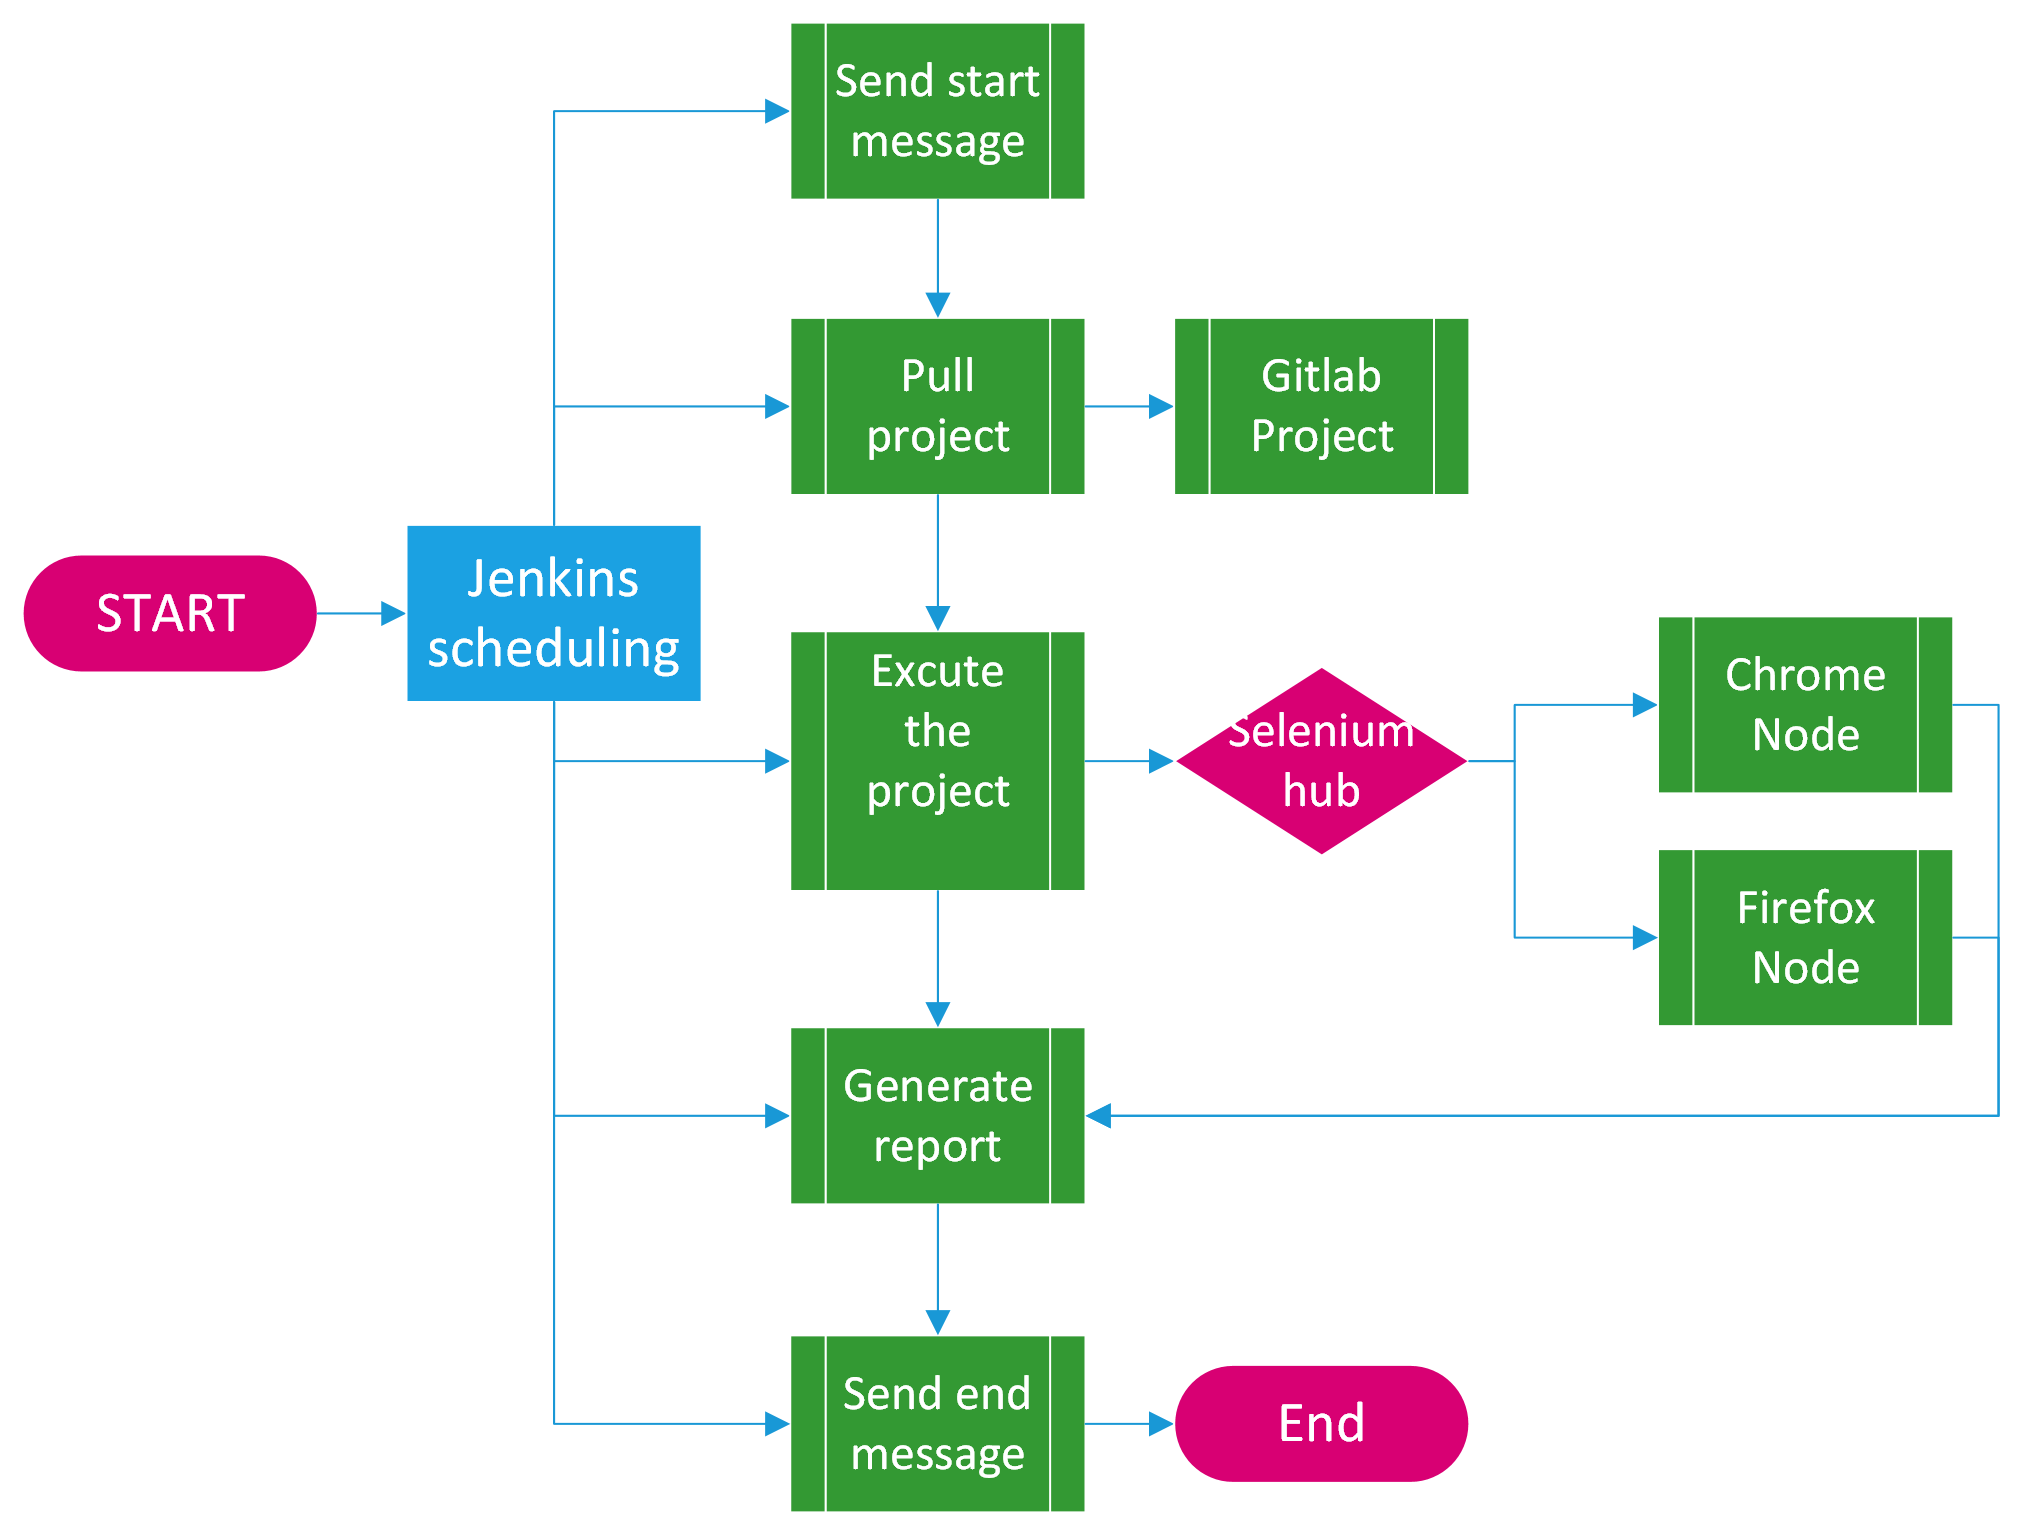 Send start
message
Pull
project
Gitlab
Project
START
Jenkins
scheduling
Excute
the
project
Selenium
hub
Chrome
Node
Firefox
Node
Generate
report
Send end
message
End